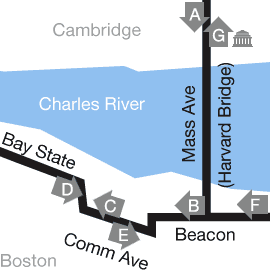 A
Cambridge
G
Charles River
Mass Ave
(Harvard Bridge)
Bay State
D
C
B
F
E
Comm Ave
Beacon
Boston